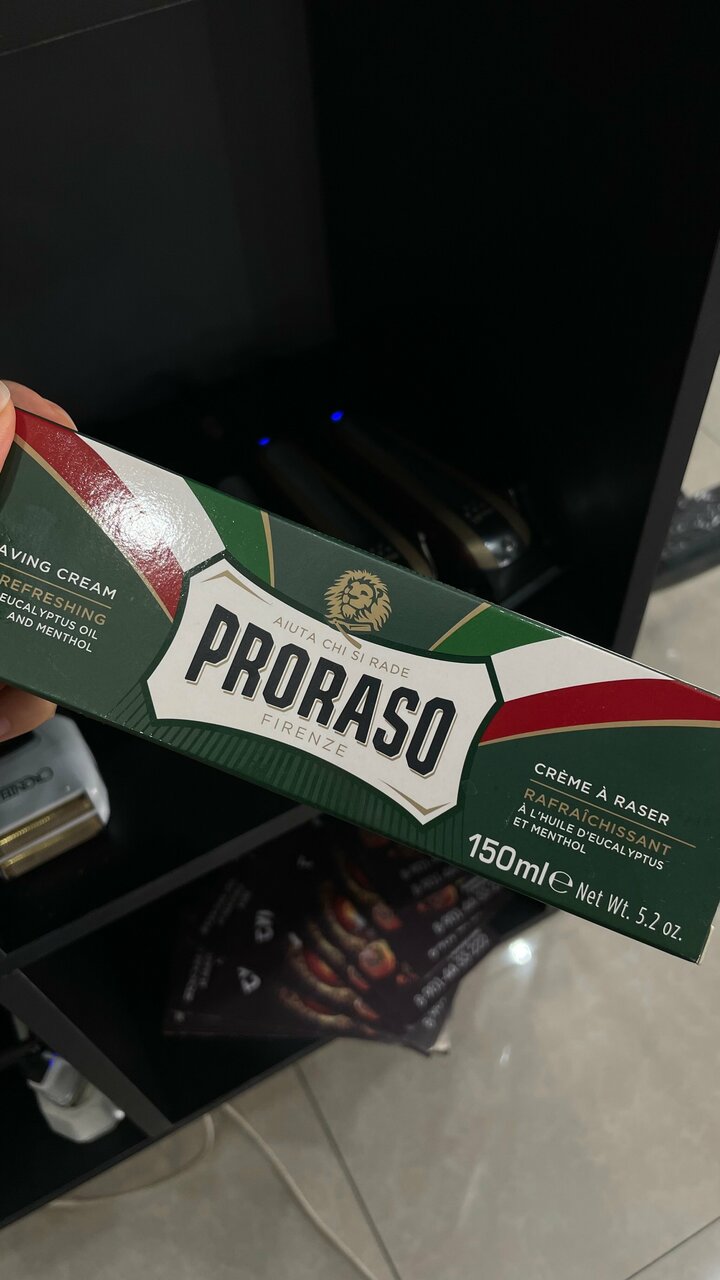 AVING CREAM
REFRESHING
EUCALYPTUS OIL
AND MENTHOL
AIUTA CHI SI RADE
PRORASO
FIRENZE
CRÈME À RASER
RAFRAÎCHISSANT
À L'HUILE D'EUCALYPTUS
ET MENTHOL
150ml℮ Net Wt. 5.2 oz.